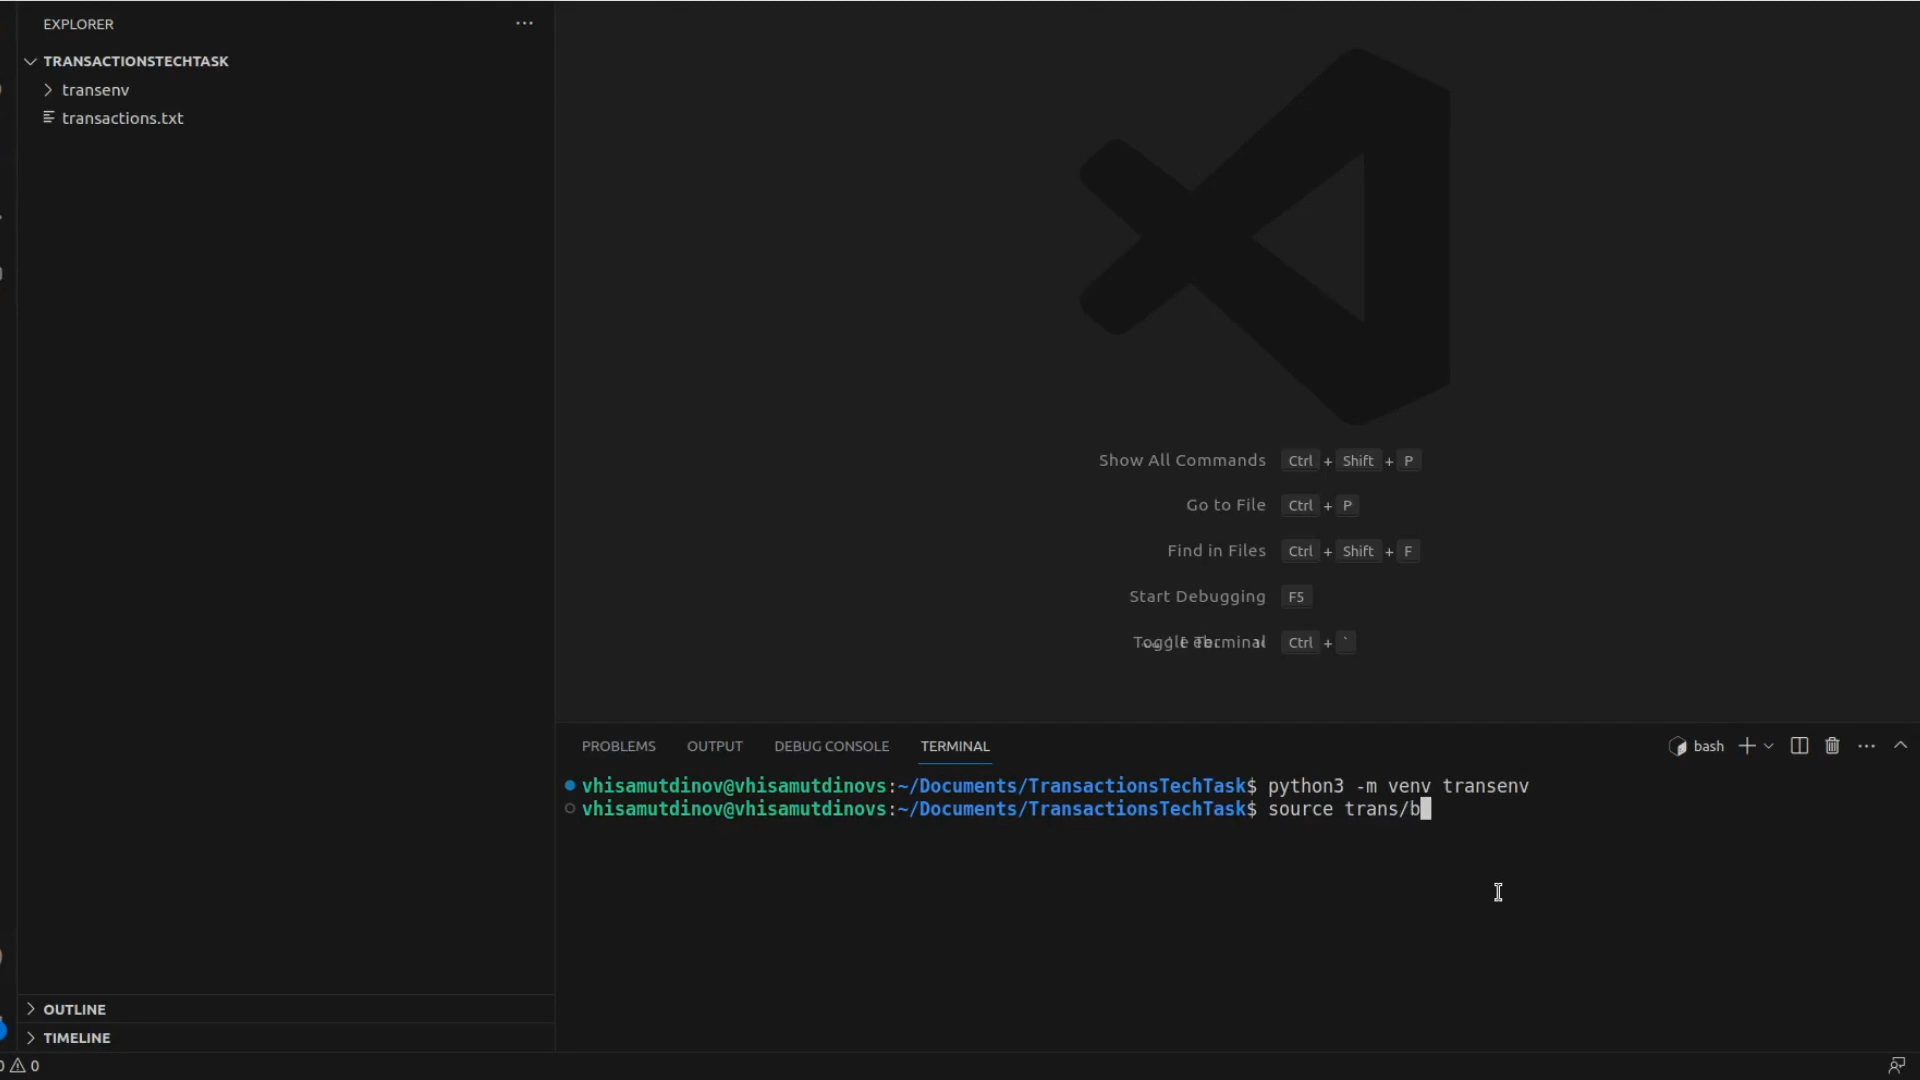 EXPLORER
TRANSACTIONSTECHTASK
transenv
transactions.txt
Show All Commands Ctrl + Shift + P
Go to File Ctrl + P
Find in Files Ctrl + Shift + F
Start Debugging F5
Toggle Terminal Ctrl + `
PROBLEMS OUTPUT DEBUG CONSOLE TERMINAL bash
vhisamutdinov@vhisamutdinovs:~/Documents/TransactionsTechTask$ python3 -m venv transenv
vhisamutdinov@vhisamutdinovs:~/Documents/TransactionsTechTask$ source trans/b
OUTLINE
TIMELINE
0